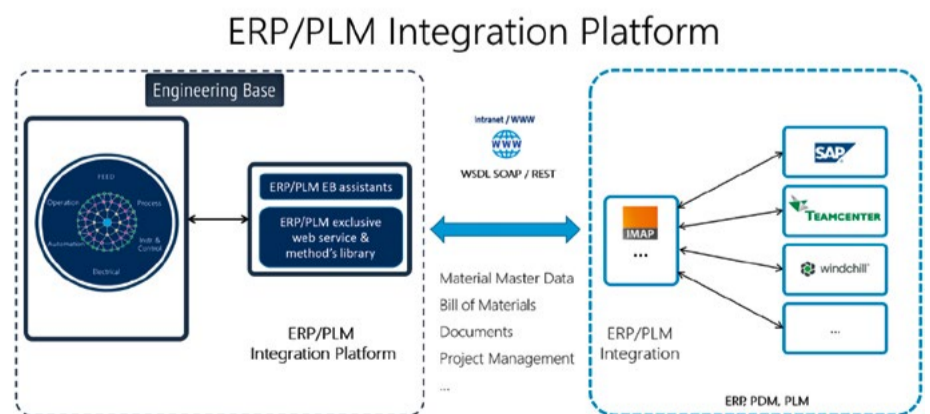 ERP/PLM Integration Platform
Engineering Base
FEED
Operation
Process
Automation
Instr. &
Control
Electrical
ERP/PLM EB assistants
ERP/PLM exclusive
web service &
method's library
ERP/PLM
Integration Platform
intranet / WWW
WWW
WSDL SOAP / REST
Material Master Data
Bill of Materials
Documents
Project Management
...
IMAP
...
ERP/PLM
Integration
SAP
TEAMCENTER
windchill
...
ERP, PDM, PLM